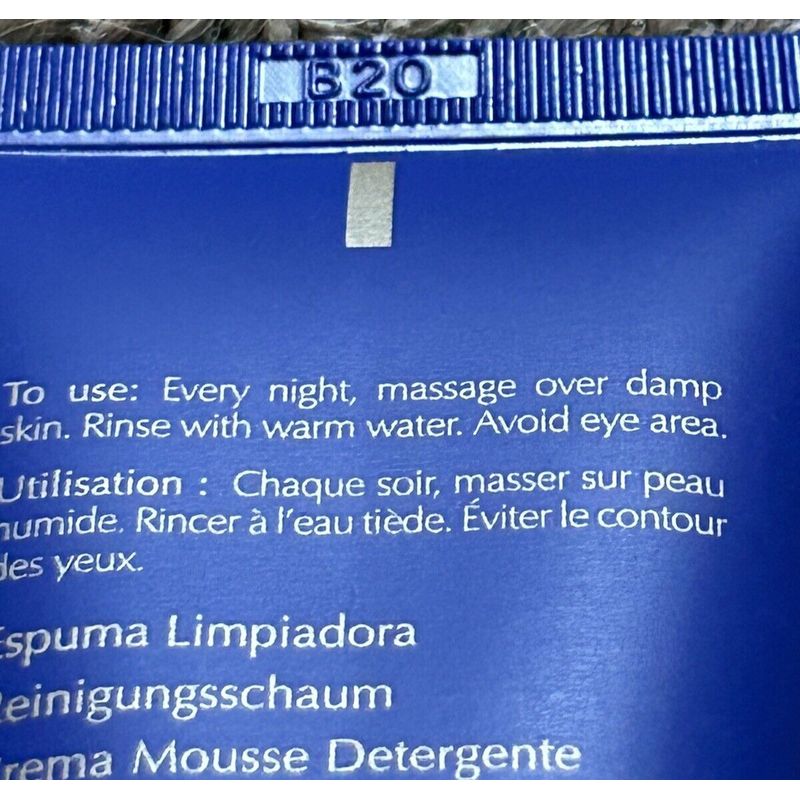 B20
To use: Every night, massage over damp
skin. Rinse with warm water. Avoid eye area.
Utilisation : Chaque soir, masser sur peau
humide. Rincer à l'eau tiède. Éviter le contour
des yeux.
Espuma Limpiadora
Reinigungsschaum
Crema Mousse Detergente